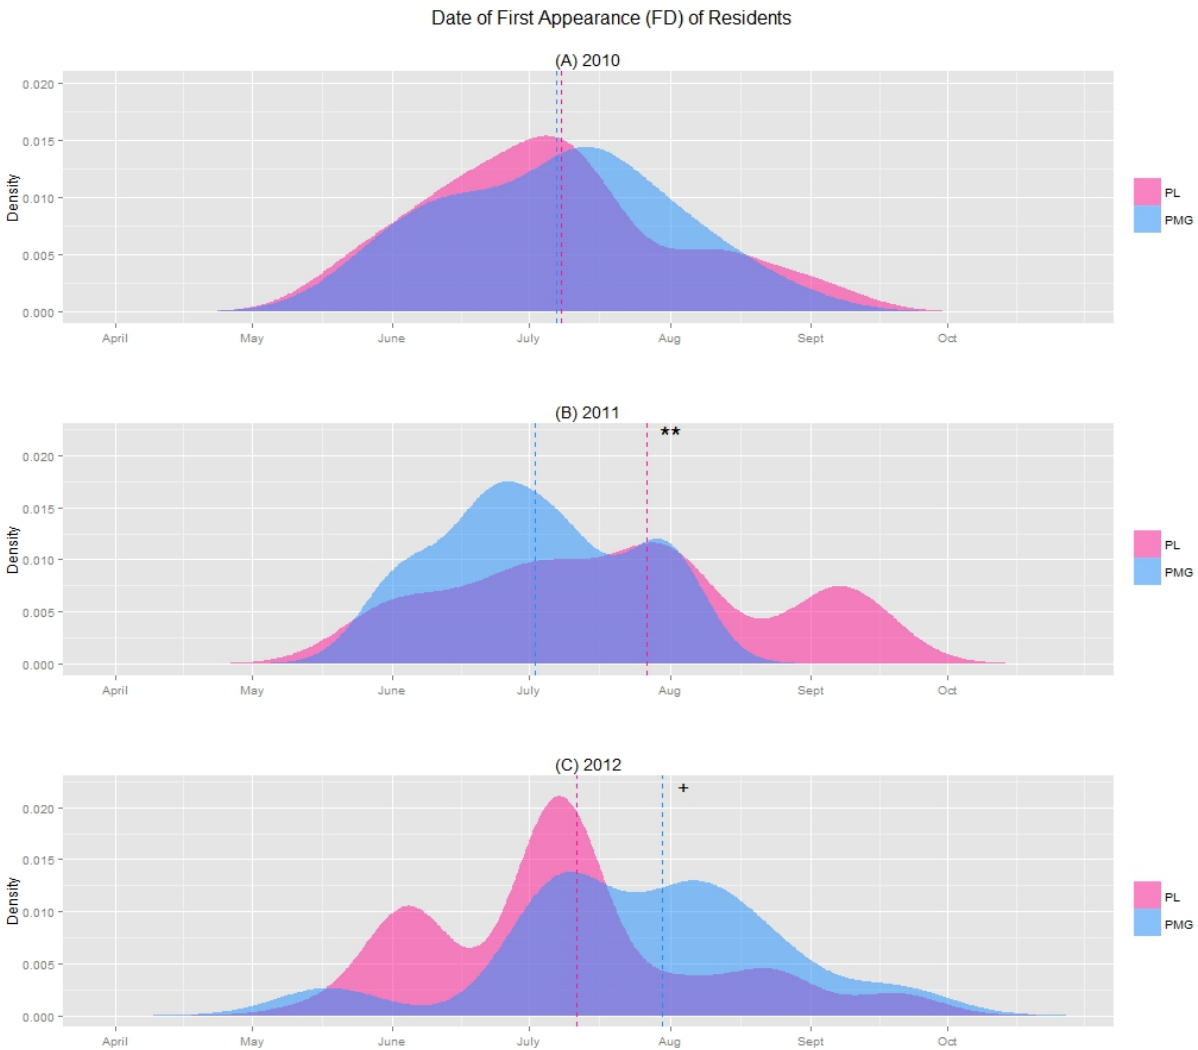 Date of First Appearance (FD) of Residents
(A) 2010
0.020
0.015
0.010
0.005
0.000
Density
April May June July Aug Sept Oct
PL
PMG
(B) 2011
**
0.020
0.015
0.010
0.005
0.000
Density
April May June July Aug Sept Oct
PL
PMG
(C) 2012
+
0.020
0.015
0.010
0.005
0.000
Density
April May June July Aug Sept Oct
PL
PMG